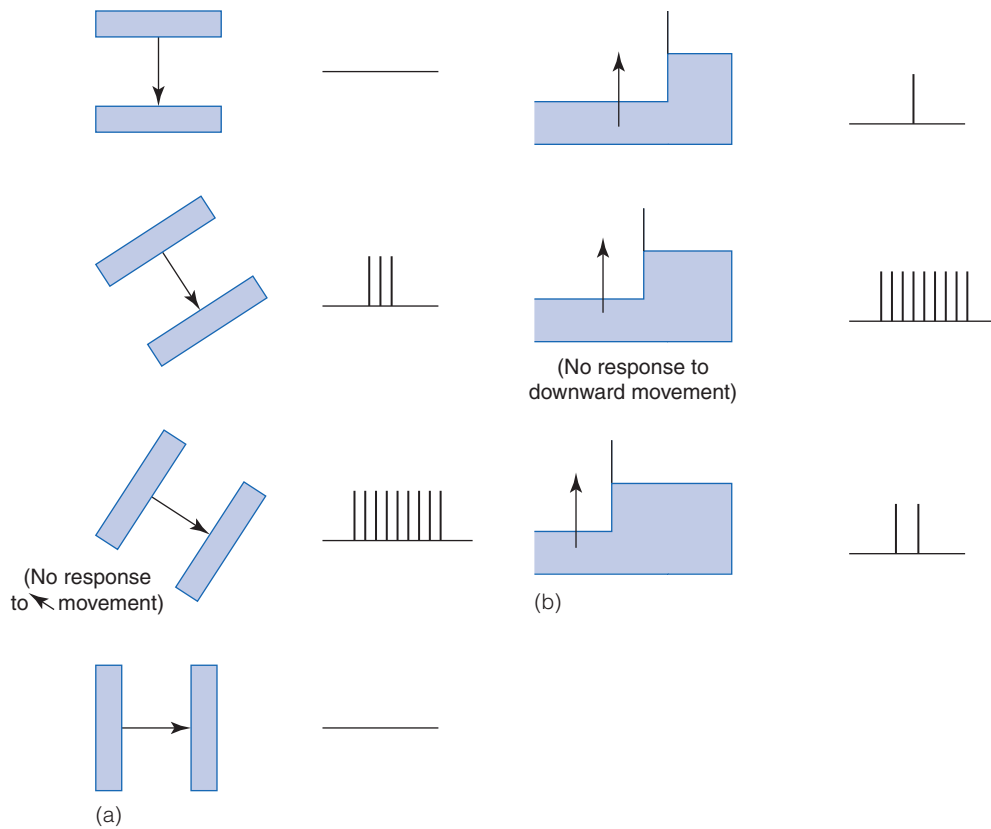 (No response to
downward movement)
(No response
to movement)
(b)
(a)